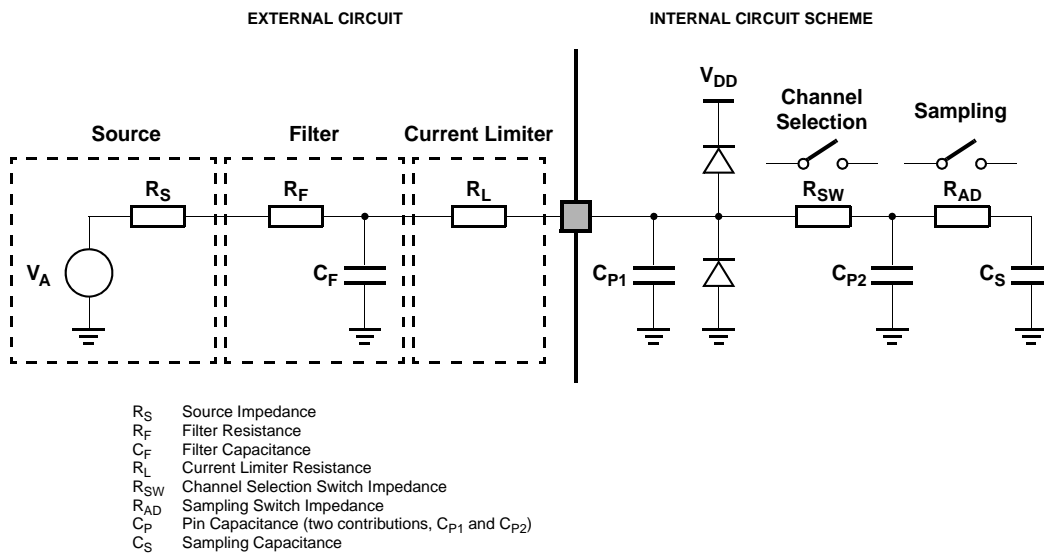 EXTERNAL CIRCUIT
INTERNAL CIRCUIT SCHEME
VDD
Channel
Selection
Sampling
Source
Filter
Current Limiter
RS
RF
RL
RSW
RAD
VA
CF
CP1
CP2
CS
RS Source Impedance
RF Filter Resistance
CF Filter Capacitance
RL Current Limiter Resistance
RSW Channel Selection Switch Impedance
RAD Sampling Switch Impedance
CP Pin Capacitance (two contributions, CP1 and CP2)
CS Sampling Capacitance